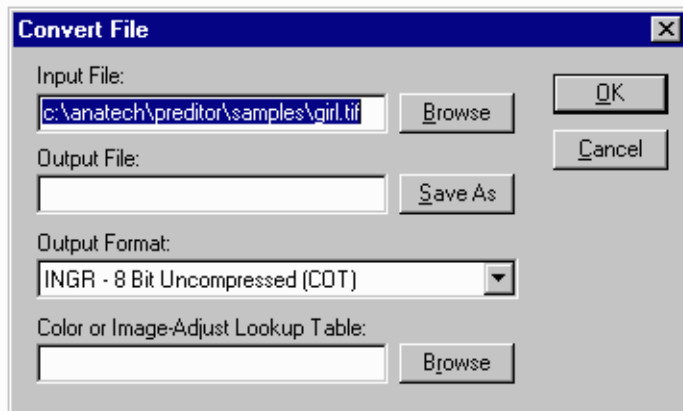 Convert File
Input File:
c:\anatech\preditor\samples\girl.tif
Browse
OK
Output File:
Cancel
Save As
Output Format:
INGR - 8 Bit Uncompressed (COT)
Color or Image-Adjust Lookup Table:
Browse